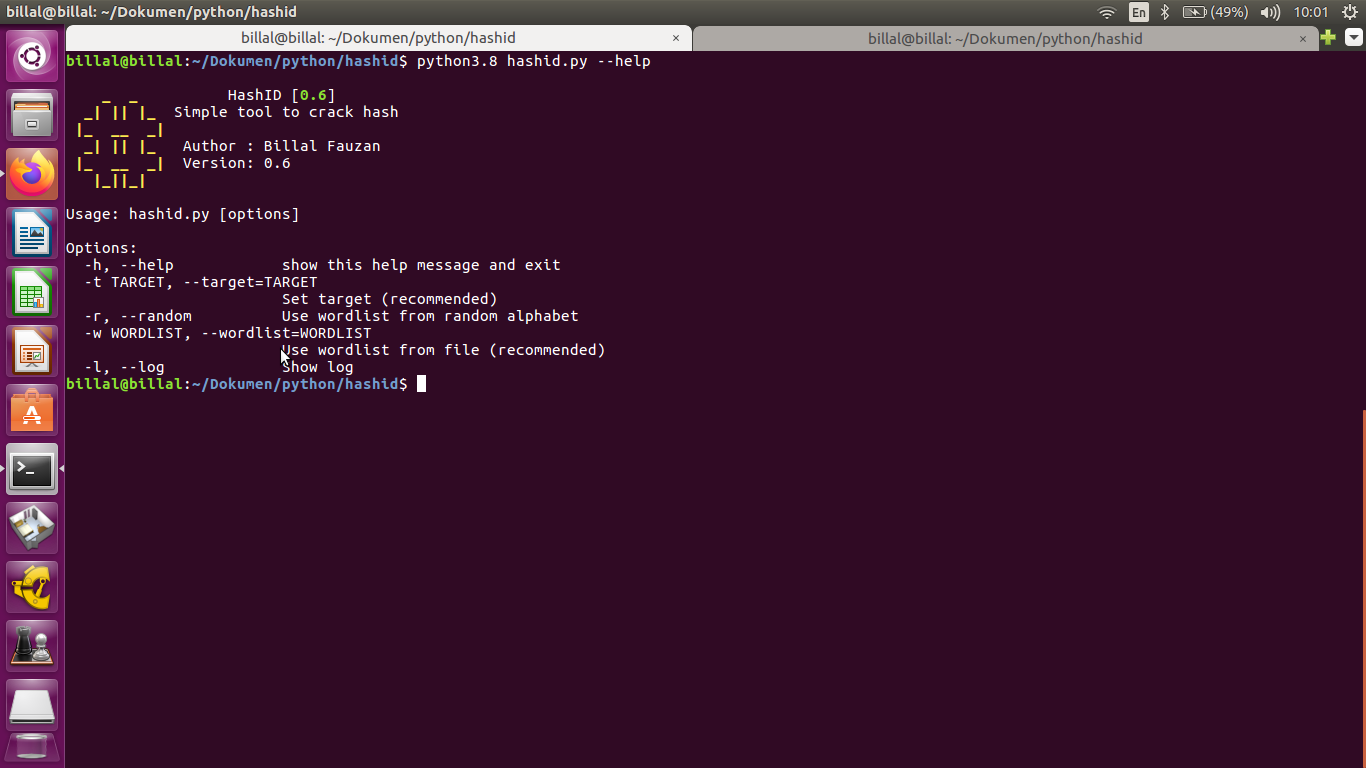 billal@billal: ~/Dokumen/python/hashid
En
(49%)
10:01
billal@billal: ~/Dokumen/python/hashid ×
billal@billal: ~/Dokumen/python/hashid ×
billal@billal:~/Dokumen/python/hashid$ python3.8 hashid.py --help
HashID [0.6]
Simple tool to crack hash
Author : Billal Fauzan
Version: 0.6
Usage: hashid.py [options]
Options:
-h, --help show this help message and exit
-t TARGET, --target=TARGET
Set target (recommended)
-r, --random Use wordlist from random alphabet
-w WORDLIST, --wordlist=WORDLIST
Use wordlist from file (recommended)
-l, --log Show log
billal@billal:~/Dokumen/python/hashid$